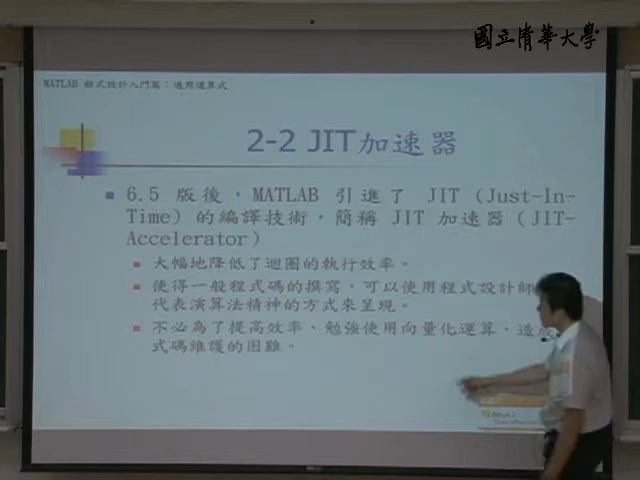 國立清華大學
MATLAB 程式設計入門篇：通用運算式
2-2 JIT加速器
6.5 版後，MATLAB 引進了 JIT（Just-In-
Time）的編譯技術，簡稱 JIT 加速器（JIT-
Accelerator）
大幅地降低了迴圈的執行效率。
使得一般程式碼的撰寫，可以使用程式設計師
代表演算法精神的方式來呈現。
不必為了提高效率、勉強使用向量化運算，造成
式碼維護的困難。